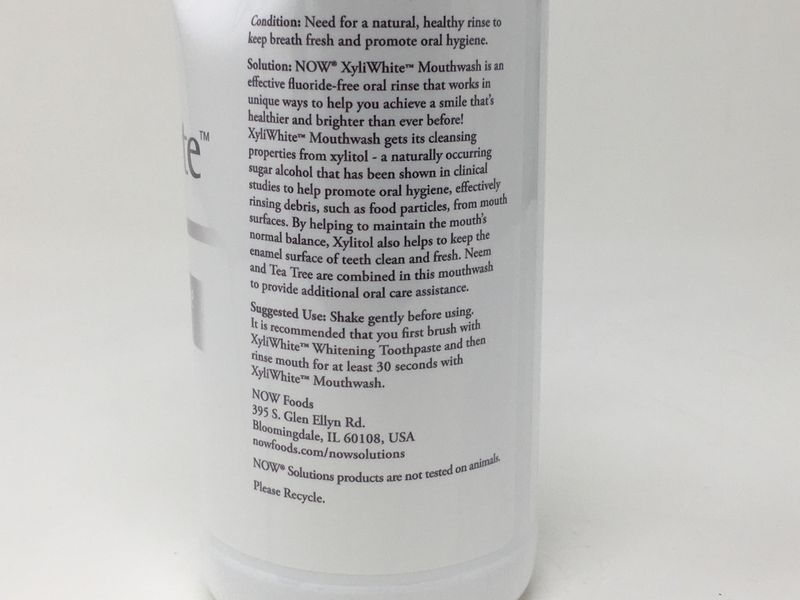 Condition: Need for a natural, healthy rinse to
keep breath fresh and promote oral hygiene.
Solution: NOW® XyliWhite™ Mouthwash is an
effective fluoride-free oral rinse that works in
unique ways to help you achieve a smile that's
healthier and brighter than ever before!
XyliWhite™ Mouthwash gets its cleansing
properties from xylitol - a naturally occurring
sugar alcohol that has been shown in clinical
studies to help promote oral hygiene, effectively
rinsing debris, such as food particles, from mouth
surfaces. By helping to maintain the mouth's
normal balance, Xylitol also helps to keep the
enamel surface of teeth clean and fresh. Neem
and Tea Tree are combined in this mouthwash
to provide additional oral care assistance.
Suggested Use: Shake gently before using.
It is recommended that you first brush with
XyliWhite™ Whitening Toothpaste and then
rinse mouth for at least 30 seconds with
XyliWhite™ Mouthwash.
NOW Foods
395 S. Glen Ellyn Rd.
Bloomingdale, IL 60108, USA
nowfoods.com/nowsolutions
NOW® Solutions products are not tested on animals.
Please Recycle.
te™